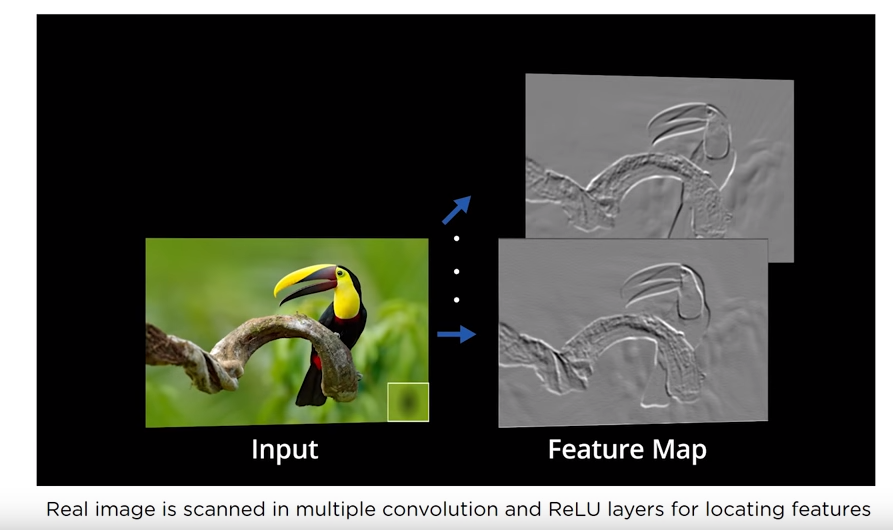 Input
Feature Map
Real image is scanned in multiple convolution and ReLU layers for locating features